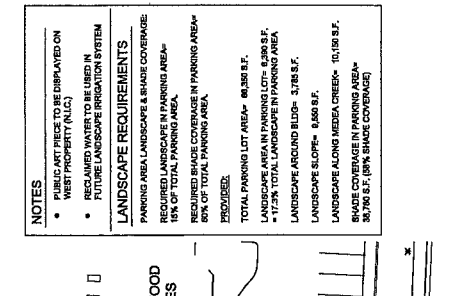 NOTES
• PUBLIC ART PIECE TO BE DISPLAYED ON
WEST PROPERTY (N.I.C.)
• RECLAIMED WATER TO BE USED IN
FUTURE LANDSCAPE IRRIGATION SYSTEM
LANDSCAPE REQUIREMENTS
PARKING AREA LANDSCAPE & SHADE COVERAGE:
REQUIRED LANDSCAPE IN PARKING AREA=
15% OF TOTAL PARKING AREA.
REQUIRED SHADE COVERAGE IN PARKING AREA=
50% OF TOTAL PARKING AREA.
PROVIDED:
TOTAL PARKING LOT AREA= 66,350 S.F.
LANDSCAPE AREA IN PARKING LOT= S.F.
= 17.3% TOTAL LANDSCAPE IN PARKING AREA
LANDSCAPE AROUND BLDG= 3,785 S.F.
LANDSCAPE SLOPE= 9,550 S.F.
LANDSCAPE ALONG MEDEA CREEK= 10,150 S.F.
SHADE COVERAGE IN PARKING AREA=
38,760 S.F. (58% SHADE COVERAGE)
OOD
ES